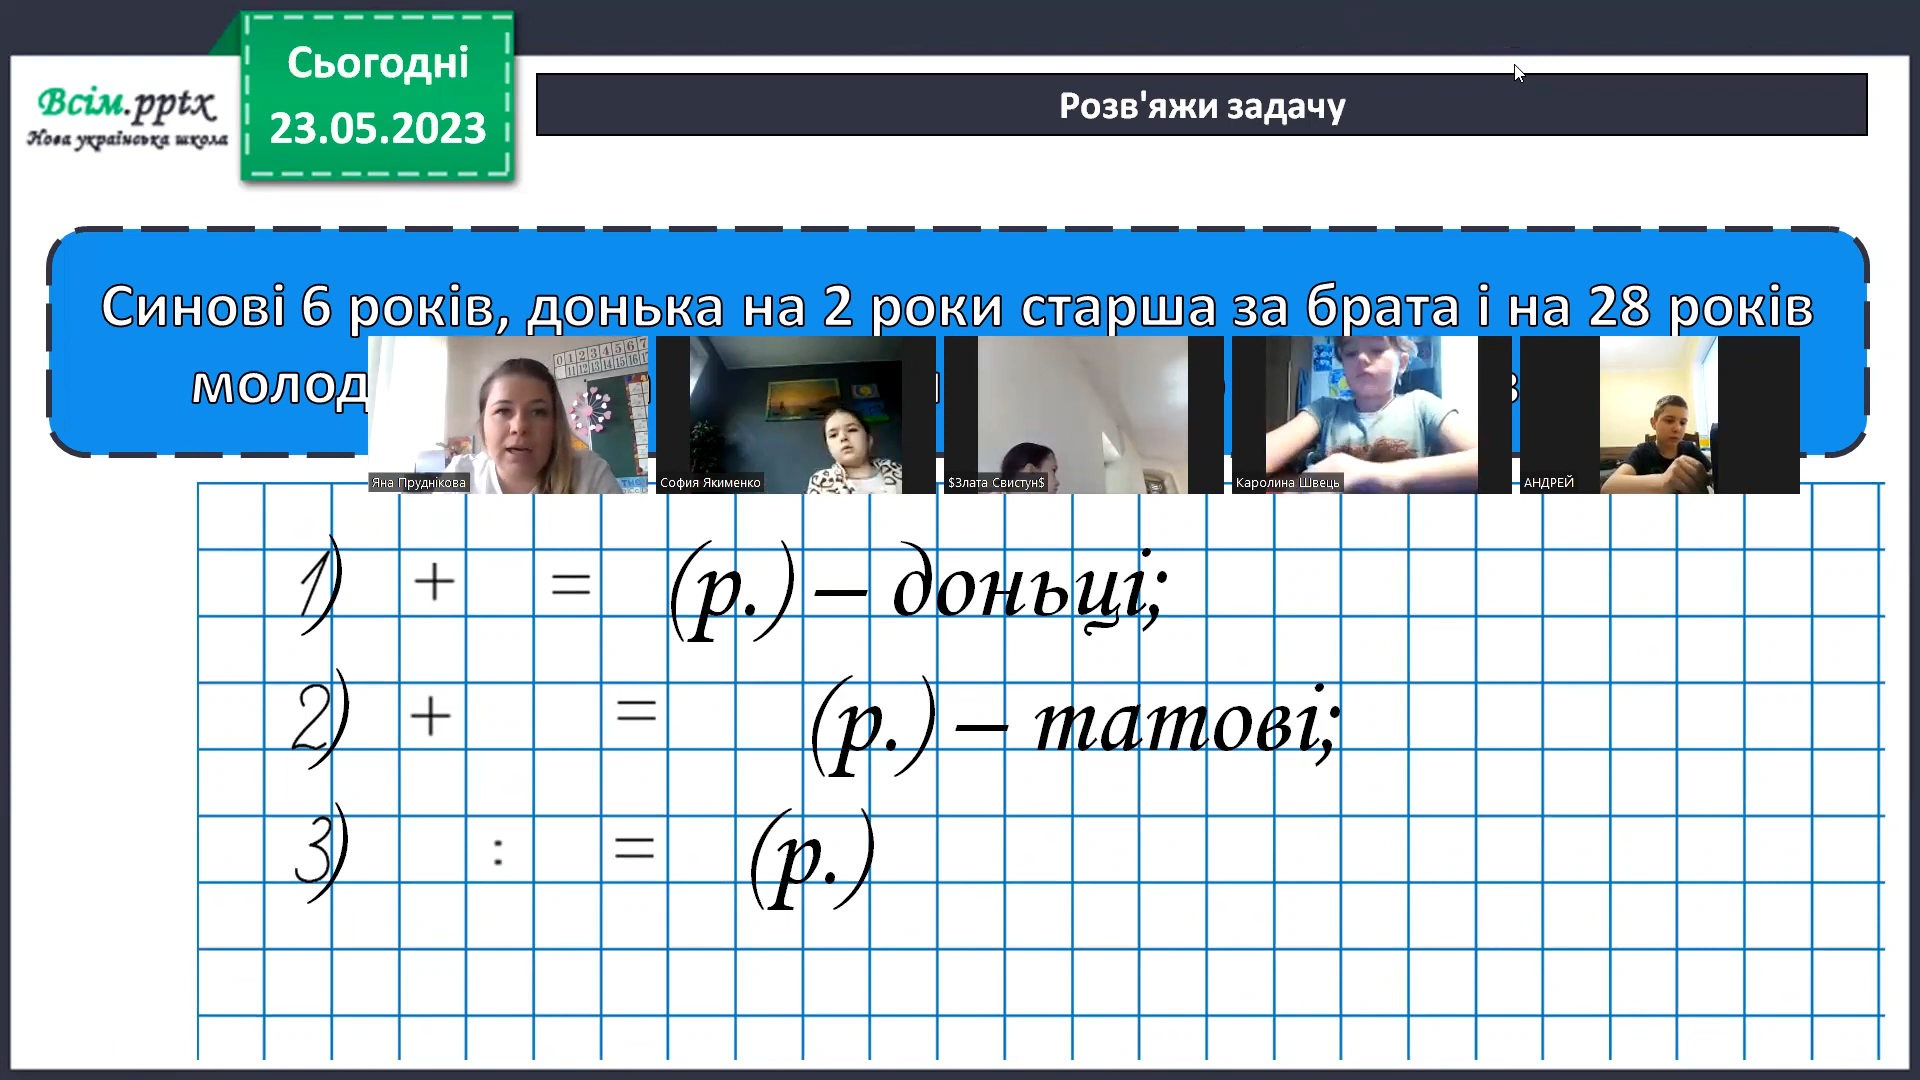 Сьогодні
23.05.2023
Всім.pptx
Нова українська школа
Розв'яжи задачу
Синові 6 років, донька на 2 роки старша за брата і на 28 років
Яна Пруднікова
София Якименко
$Злата Свистун$
Каролина Швець
АНДРЕЙ
1) + = (р.) – доньці;
2) + = (р.) – татові;
3) : = (р.)